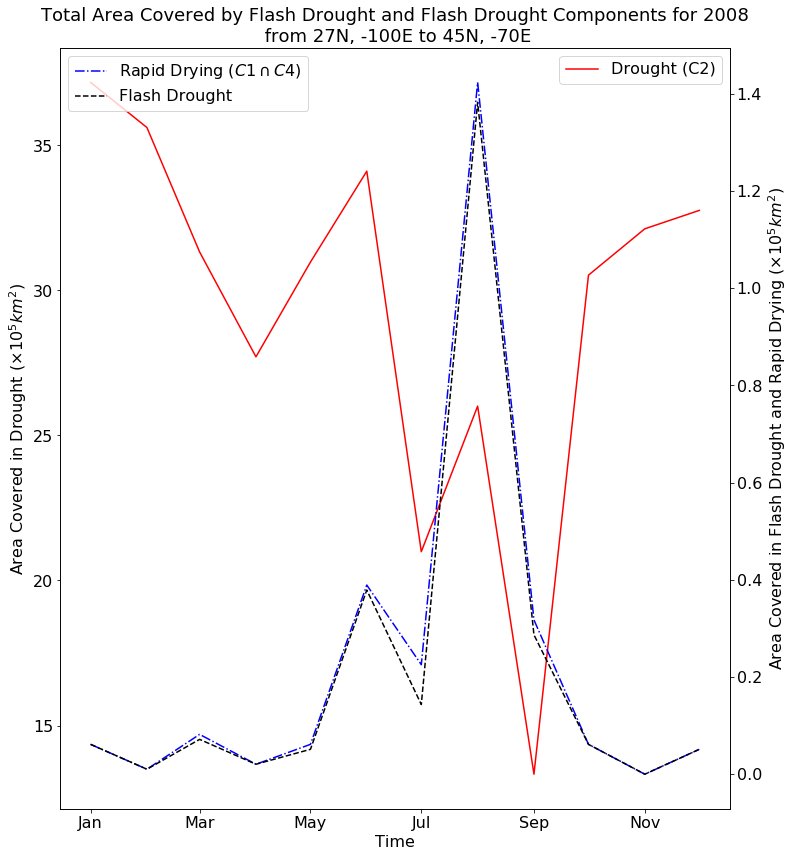 Total Area Covered by Flash Drought and Flash Drought Components for 2008
from 27N, -100E to 45N, -70E
Rapid Drying (C1 ∩ C4)
Flash Drought
Drought (C2)
Area Covered in Drought (×10⁵km²)
35
30
25
20
15
1.4
1.2
1.0
0.8
0.6
0.4
0.2
0.0
Area Covered in Flash Drought and Rapid Drying (×10⁵km²)
Jan Mar May Jul Sep Nov
Time